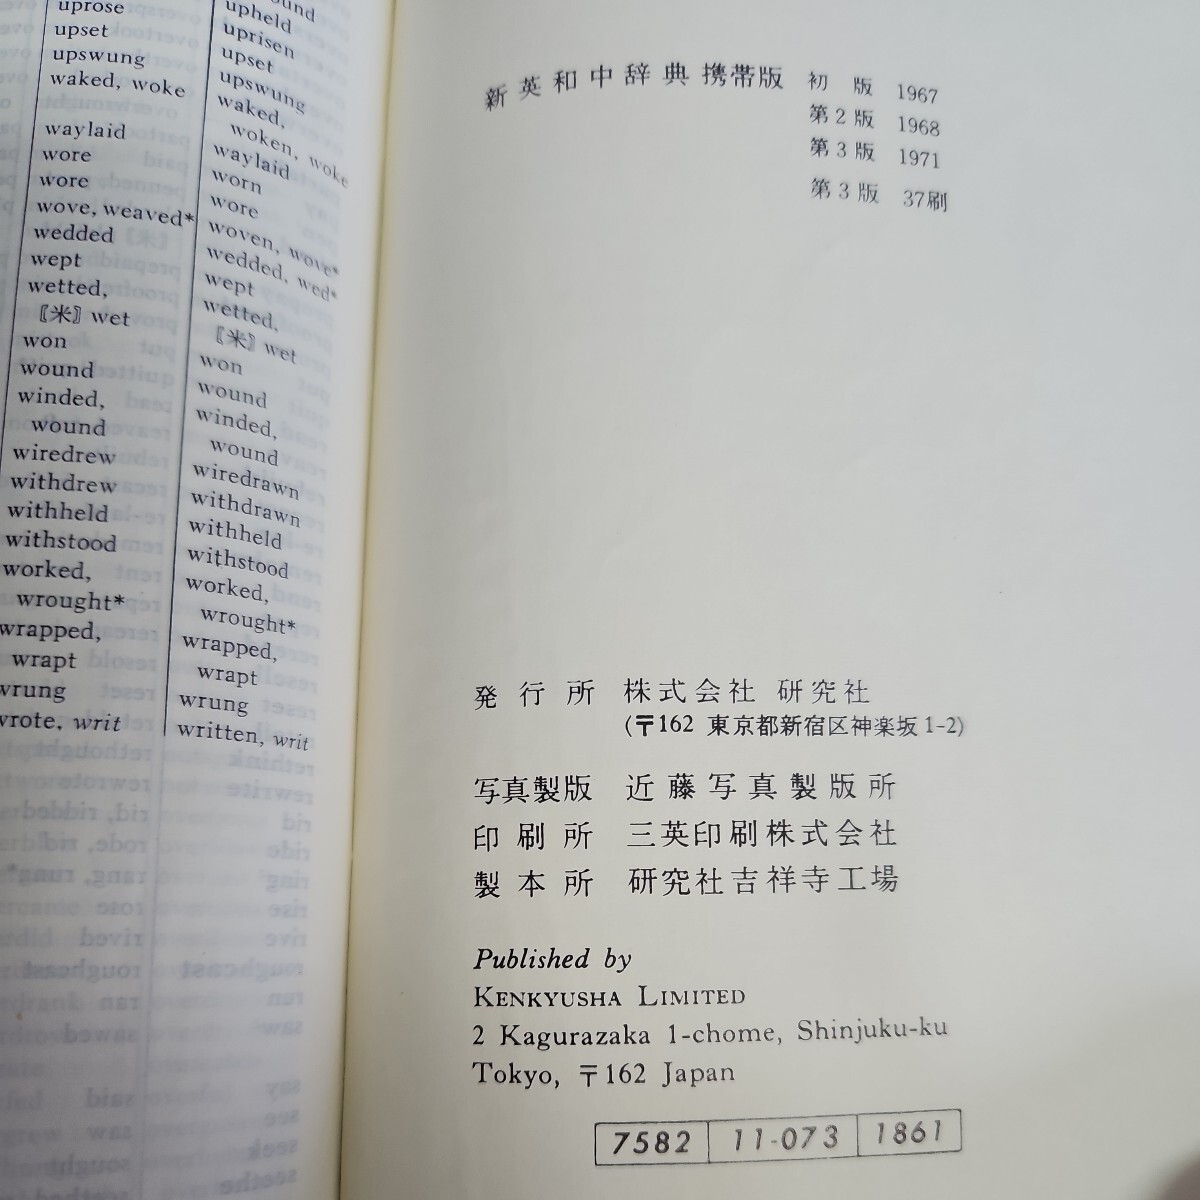 uprose
upset
upswung
waked, woke
waylaid
wore
wore
wove, weaved*
wedded
wept
wetted,
〘米〙wet
won
wound
winded,
wound
wiredrew
withdrew
withheld
withstood
worked,
wrought*
wrapped,
wrapt
wrung
wrote, writ
upheld
uprisen
upset
upswung
waked,
woken, woke
waylaid
worn
wore
woven, wove*
wedded, wed*
wept
wetted,
〘米〙wet
won
wound
winded,
wound
wiredrawn
withdrawn
withheld
withstood
worked,
wrought*
wrapped,
wrapt
wrung
written, writ
新英和中辞典 携帯版 初版 1967
第2版 1968
第3版 1971
第3版 37刷
発行所 株式会社 研究社
(〒162 東京都新宿区神楽坂1-2)
写真製版 近藤写真製版所
印刷所 三英印刷株式会社
製本所 研究社吉祥寺工場
Published by
KENKYUSHA LIMITED
2 Kagurazaka 1-chome, Shinjuku-ku
Tokyo, 〒162 Japan
7582 11-073 1861